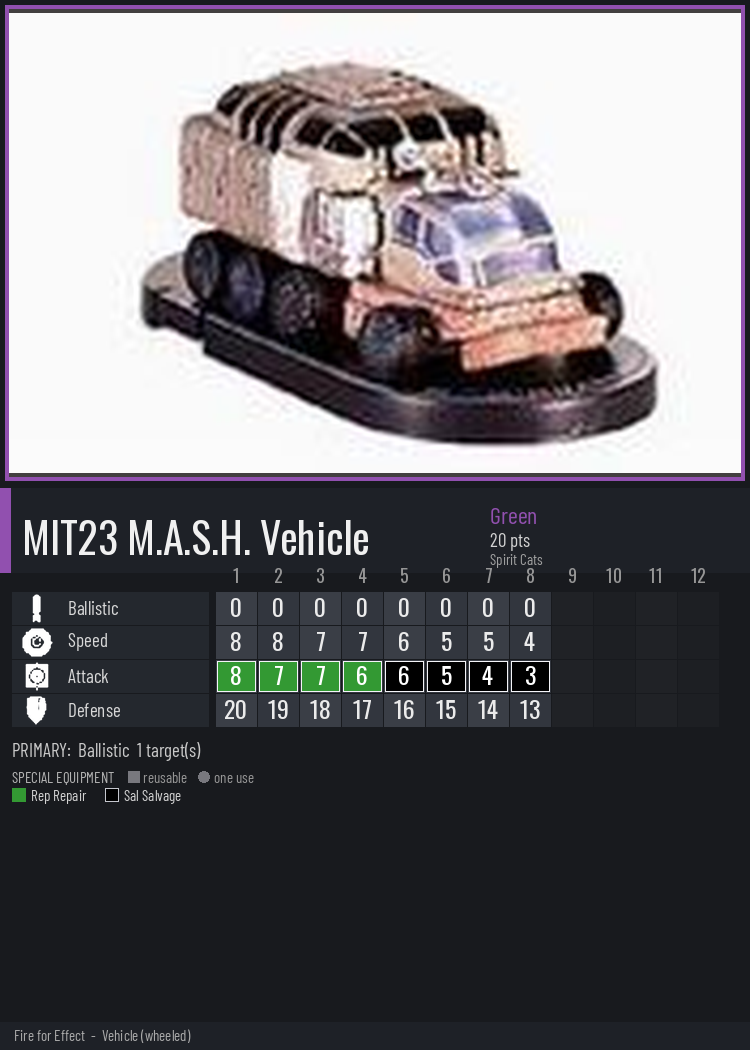 MIT23 M.A.S.H. Vehicle
Green
20 pts
Spirit Cats
1 2 3 4 5 6 7 8 9 10 11 12
Ballistic 0 0 0 0 0 0 0 0
Speed 8 8 7 7 6 5 5 4
Attack 8 7 7 6 6 5 4 3
Defense 20 19 18 17 16 15 14 13
PRIMARY: Ballistic 1 target(s)
SPECIAL EQUIPMENT reusable one use
Rep Repair Sal Salvage
Fire for Effect - Vehicle (wheeled)